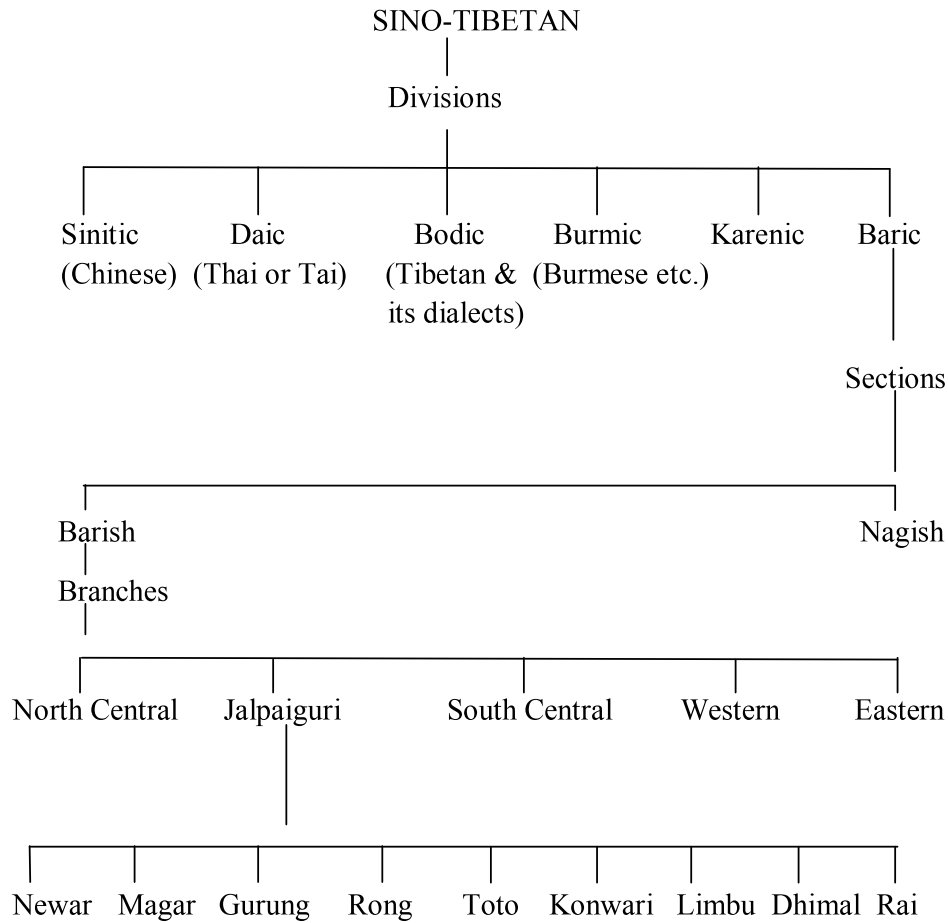 SINO-TIBETAN
Divisions
Sinitic Daic Bodic Burmic Karenic Baric
(Chinese) (Thai or Tai) (Tibetan & (Burmese etc.)
its dialects)
Sections
Barish Nagish
Branches
North Central Jalpaiguri South Central Western Eastern
Newar Magar Gurung Rong Toto Konwari Limbu Dhimal Rai